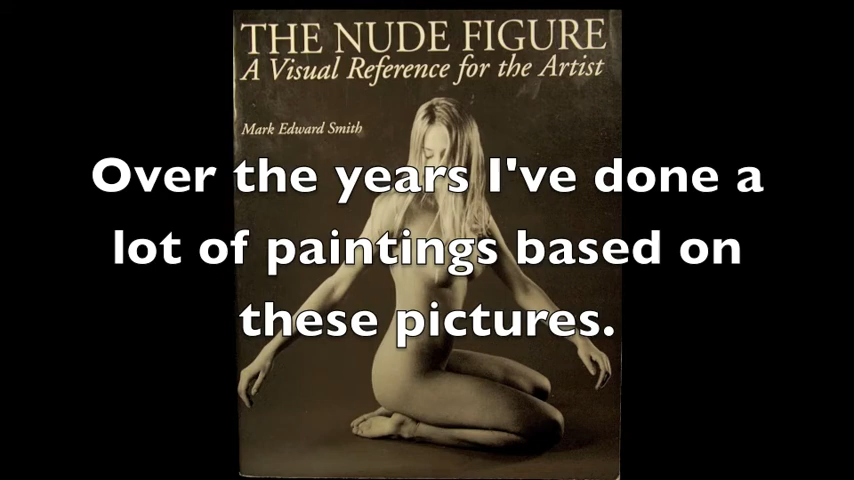 THE NUDE FIGURE
A Visual Reference for the Artist
Mark Edward Smith
Over the years I've done a
lot of paintings based on
these pictures.